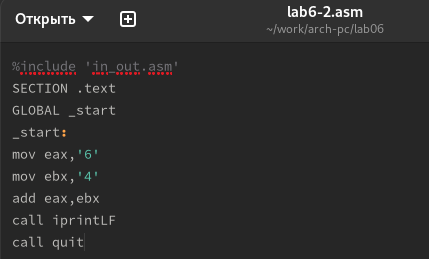 Открыть
lab6-2.asm
~/work/arch-pc/lab06
%include 'in_out.asm'
SECTION .text
GLOBAL _start
_start:
mov eax,'6'
mov ebx,'4'
add eax,ebx
call iprintLF
call quit